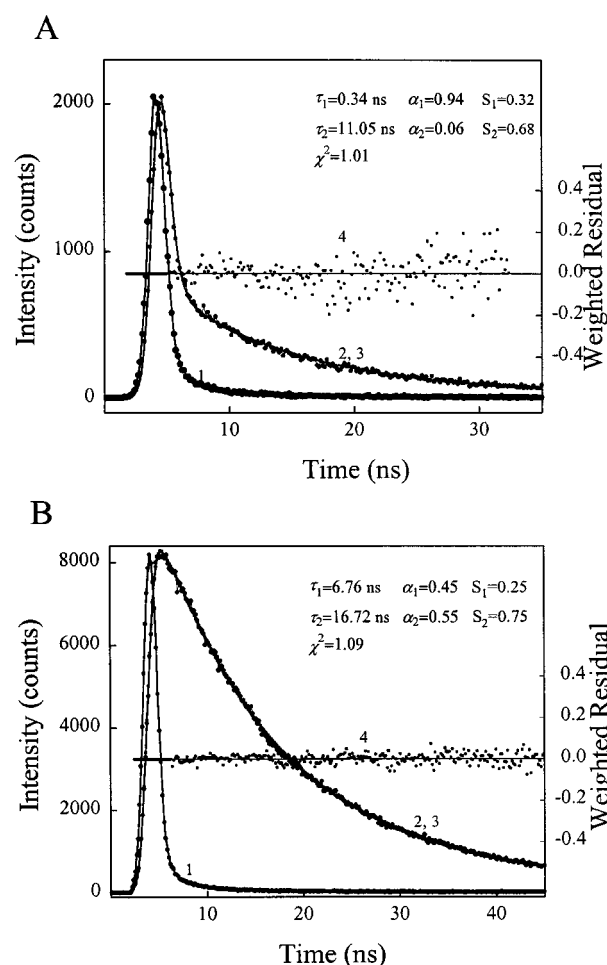 A
τ₁=0.34 ns α₁=0.94 S₁=0.32
τ₂=11.05 ns α₂=0.06 S₂=0.68
χ²=1.01
2000
1000
0
Intensity (counts)
0.4
0.2
0.0
-0.2
-0.4
Weighted Residual
4
2, 3
1
10
20
30
Time (ns)
B
τ₁=6.76 ns α₁=0.45 S₁=0.25
τ₂=16.72 ns α₂=0.55 S₂=0.75
χ²=1.09
8000
6000
4000
2000
0
Intensity (counts)
0.4
0.2
0.0
-0.2
-0.4
Weighted Residual
4
2, 3
1
10
20
30
40
Time (ns)